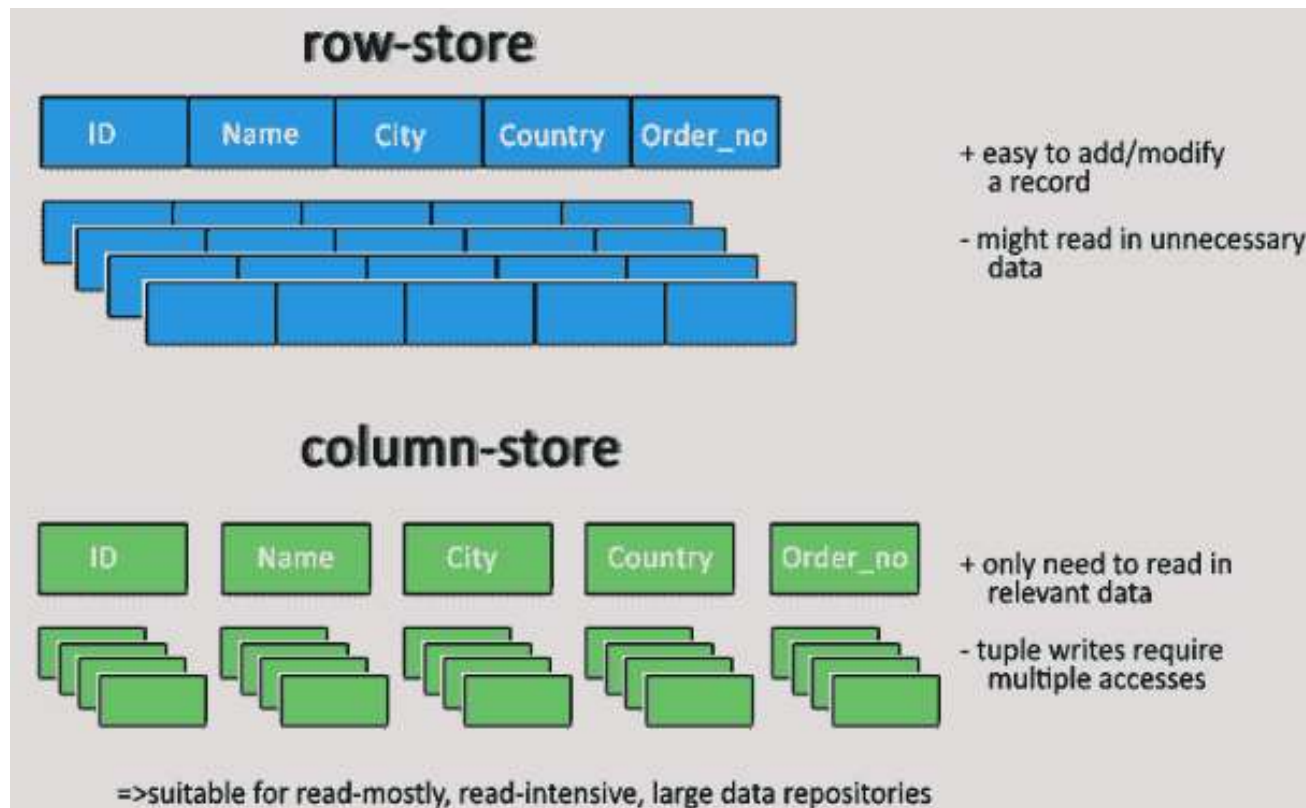 row-store
ID Name City Country Order_no
+ easy to add/modify
a record
- might read in unnecessary
data
column-store
ID Name City Country Order_no
+ only need to read in
relevant data
- tuple writes require
multiple accesses
=>suitable for read-mostly, read-intensive, large data repositories